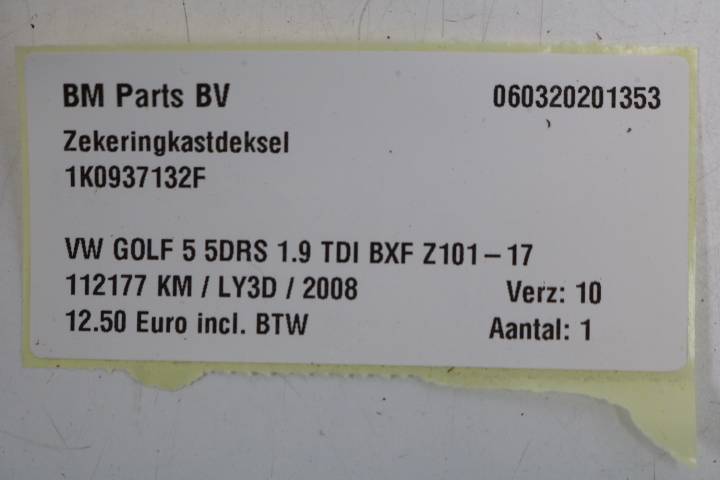 BM Parts BV 060320201353
Zekeringkastdeksel
1K0937132F
VW GOLF 5 5DRS 1.9 TDI BXF Z101-17
112177 KM / LY3D / 2008 Verz: 10
12.50 Euro incl. BTW Aantal: 1